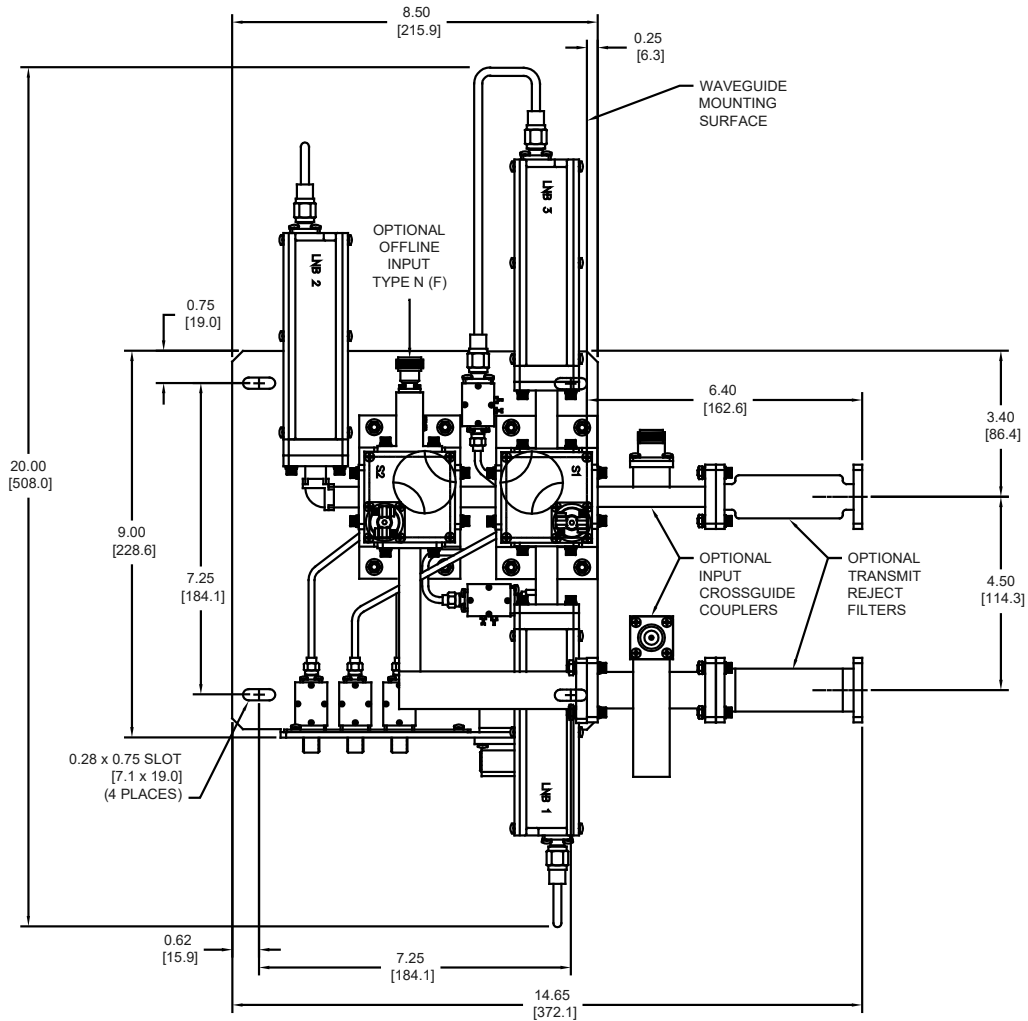 8.50
[215.9]
0.25
[6.3]
WAVEGUIDE
MOUNTING
SURFACE
LNB 3
OPTIONAL
OFFLINE
INPUT
TYPE N (F)
LNB 2
0.75
[19.0]
6.40
[162.6]
3.40
[86.4]
20.00
[508.0]
S2
S1
9.00
[228.6]
7.25
[184.1]
OPTIONAL
INPUT
CROSSGUIDE
COUPLERS
OPTIONAL
TRANSMIT
REJECT
FILTERS
4.50
[114.3]
0.28 x 0.75 SLOT
[7.1 x 19.0]
(4 PLACES)
LNB 1
0.62
[15.9]
7.25
[184.1]
14.65
[372.1]